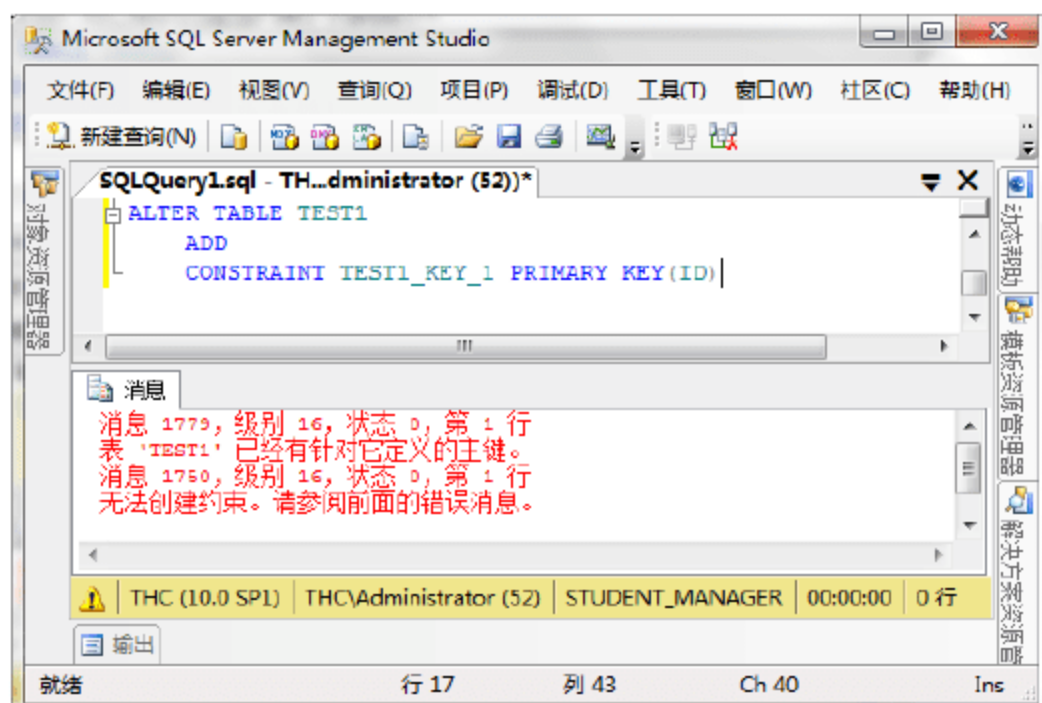 Microsoft SQL Server Management Studio
文件(F) 编辑(E) 视图(V) 查询(Q) 项目(P) 调试(D) 工具(T) 窗口(W) 社区(C) 帮助(H)
新建查询(N)
SQLQuery1.sql - TH...dministrator (52))*
对象资源管理器
ALTER TABLE TEST1
ADD
CONSTRAINT TEST1_KEY_1 PRIMARY KEY(ID)
动态帮助
模板资源管理器
解决方案资源管
消息
消息 1779，级别 16，状态 0，第 1 行
表 'TEST1' 已经有针对它定义的主键。
消息 1750，级别 16，状态 0，第 1 行
无法创建约束。请参阅前面的错误消息。
THC (10.0 SP1) THC\Administrator (52) STUDENT_MANAGER 00:00:00 0 行
输出
就绪 行 17 列 43 Ch 40 Ins